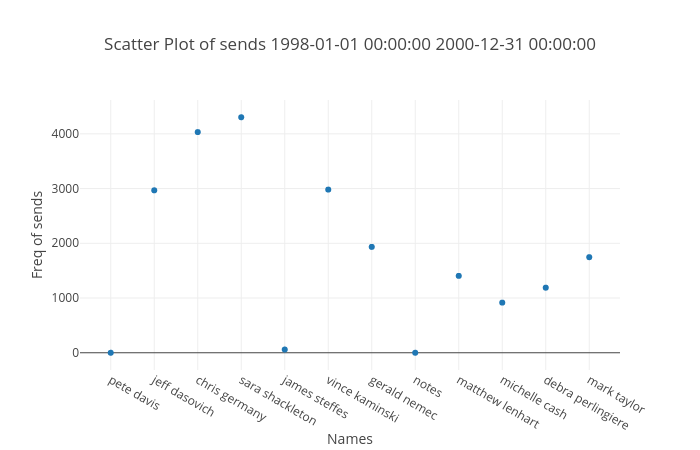 Scatter Plot of sends 1998-01-01 00:00:00 2000-12-31 00:00:00
Freq of sends
4000
3000
2000
1000
0
pete davis
jeff dasovich
chris germany
sara shackleton
james steffes
vince kaminski
gerald nemec
notes
matthew lenhart
michelle cash
debra perlingiere
mark taylor
Names